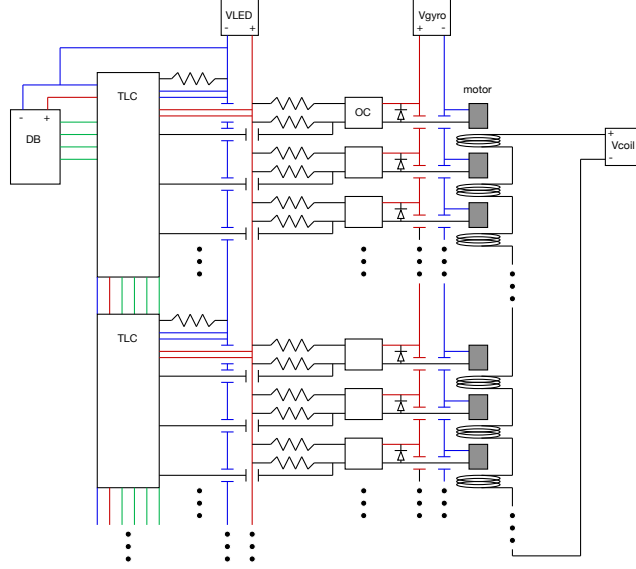 VLED
- +
Vgyro
+ -
TLC
motor
- +
DB
OC
+
Vcoil
-
TLC